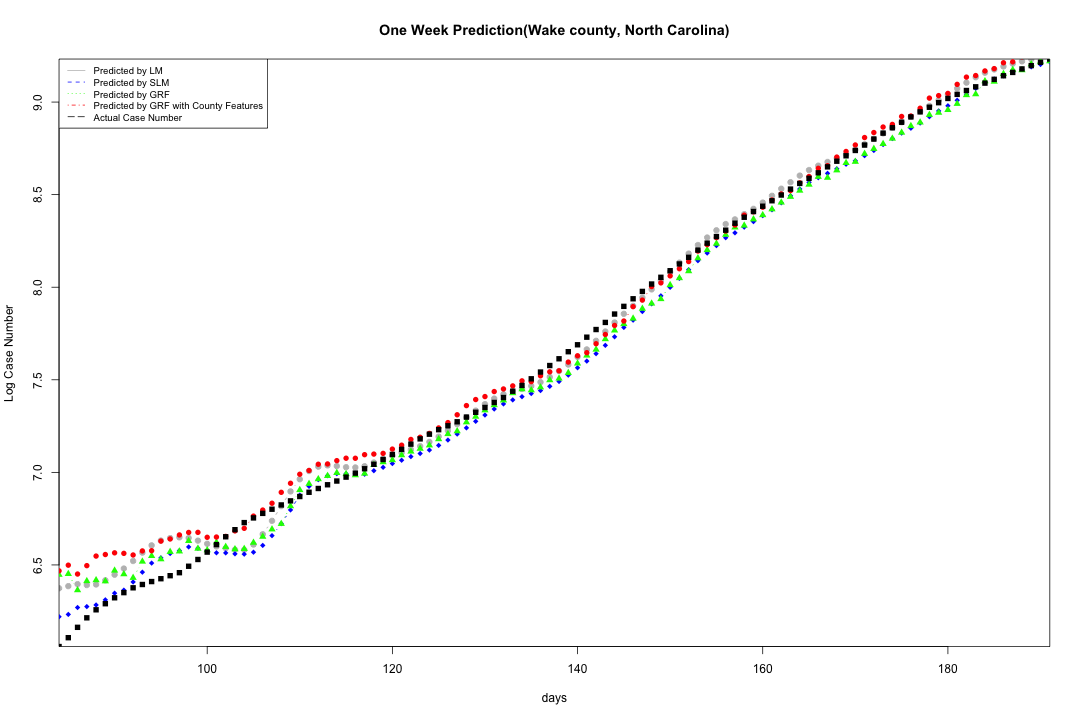 One Week Prediction(Wake county, North Carolina)
Predicted by LM
Predicted by SLM
Predicted by GRF
Predicted by GRF with County Features
Actual Case Number
9.0
8.5
8.0
7.5
7.0
6.5
Log Case Number
100
120
140
160
180
days